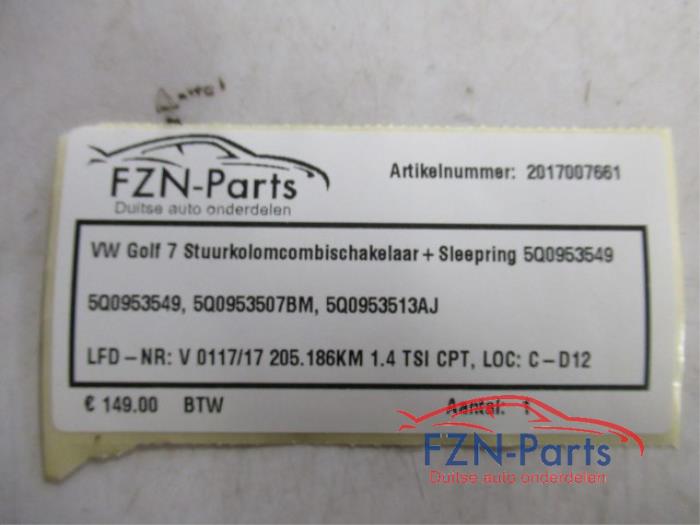 FZN-Parts
Duitse auto onderdelen
Artikelnummer: 2017007661
VW Golf 7 Stuurkolomcombischakelaar + Sleepring 5Q0953549
5Q0953549, 5Q0953507BM, 5Q0953513AJ
LFD-NR: V 0117/17 205.186KM 1.4 TSI CPT, LOC: C-D12
€ 149.00 BTW Aantal: 1
FZN-Parts
Duitse auto onderdelen